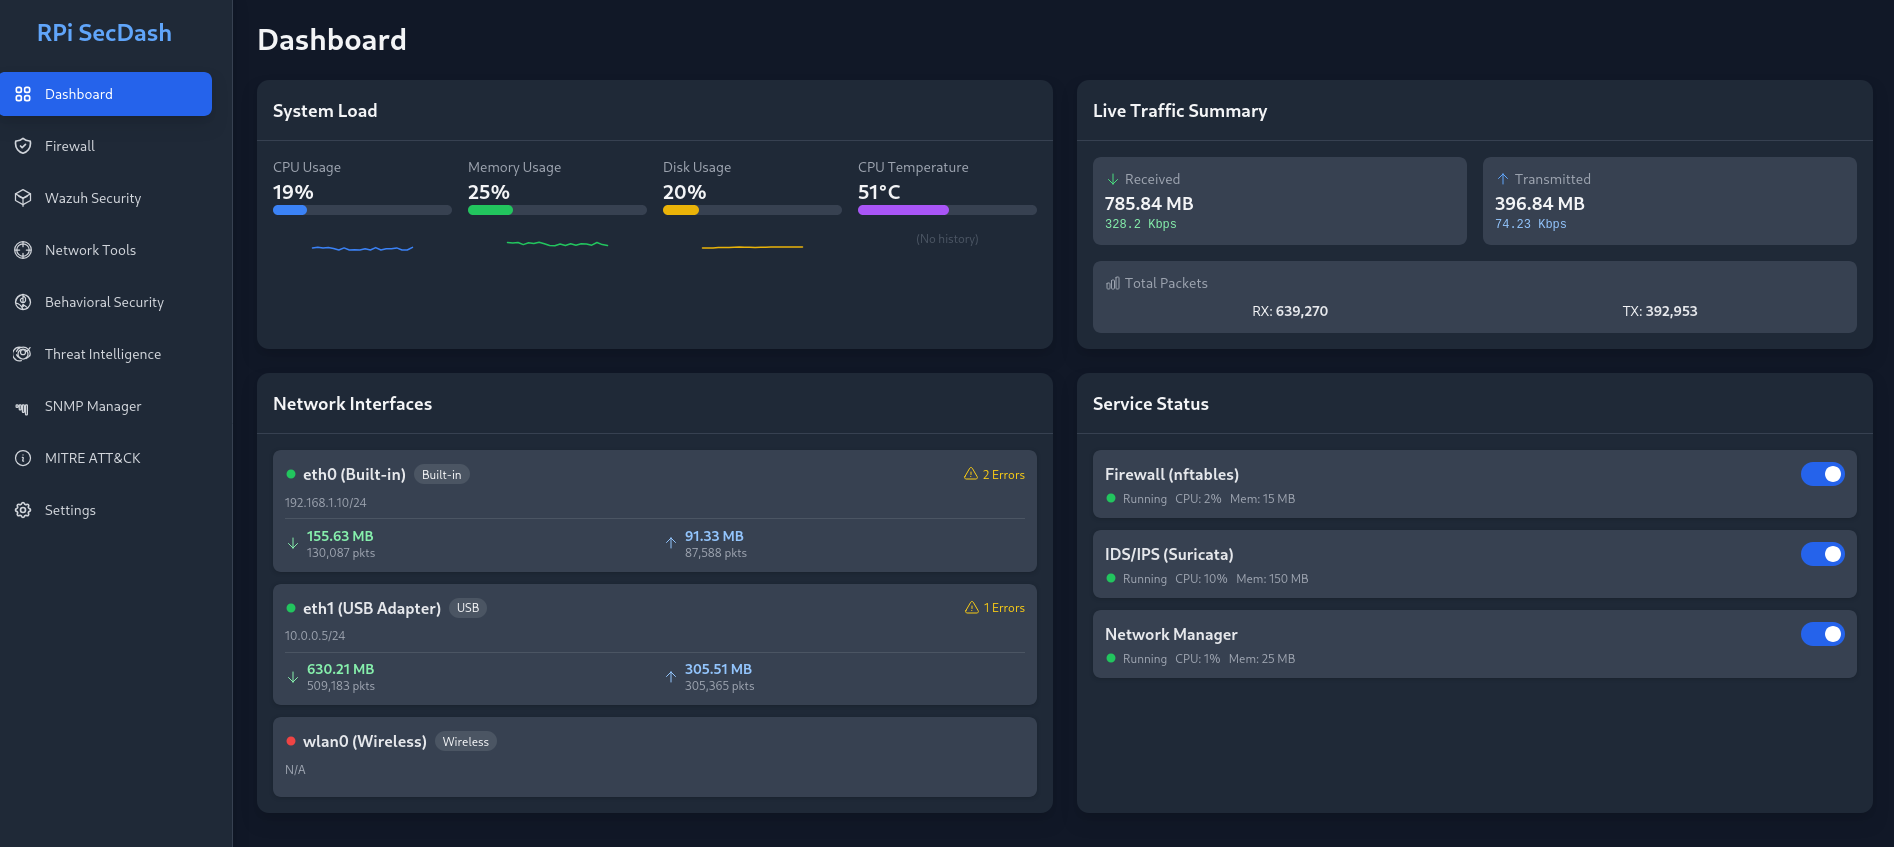 RPi SecDash
Dashboard
Firewall
Wazuh Security
Network Tools
Behavioral Security
Threat Intelligence
SNMP Manager
MITRE ATT&CK
Settings
Dashboard
System Load
CPU Usage
19%
Memory Usage
25%
Disk Usage
20%
CPU Temperature
51°C
(No history)
Live Traffic Summary
Received
785.84 MB
328.2 Kbps
Transmitted
396.84 MB
74.23 Kbps
Total Packets
RX: 639,270
TX: 392,953
Network Interfaces
eth0 (Built-in) Built-in
2 Errors
192.168.1.10/24
155.63 MB
130,087 pkts
91.33 MB
87,588 pkts
eth1 (USB Adapter) USB
1 Errors
10.0.0.5/24
630.21 MB
509,183 pkts
305.51 MB
305,365 pkts
wlan0 (Wireless) Wireless
N/A
Service Status
Firewall (nftables)
Running CPU: 2% Mem: 15 MB
IDS/IPS (Suricata)
Running CPU: 10% Mem: 150 MB
Network Manager
Running CPU: 1% Mem: 25 MB